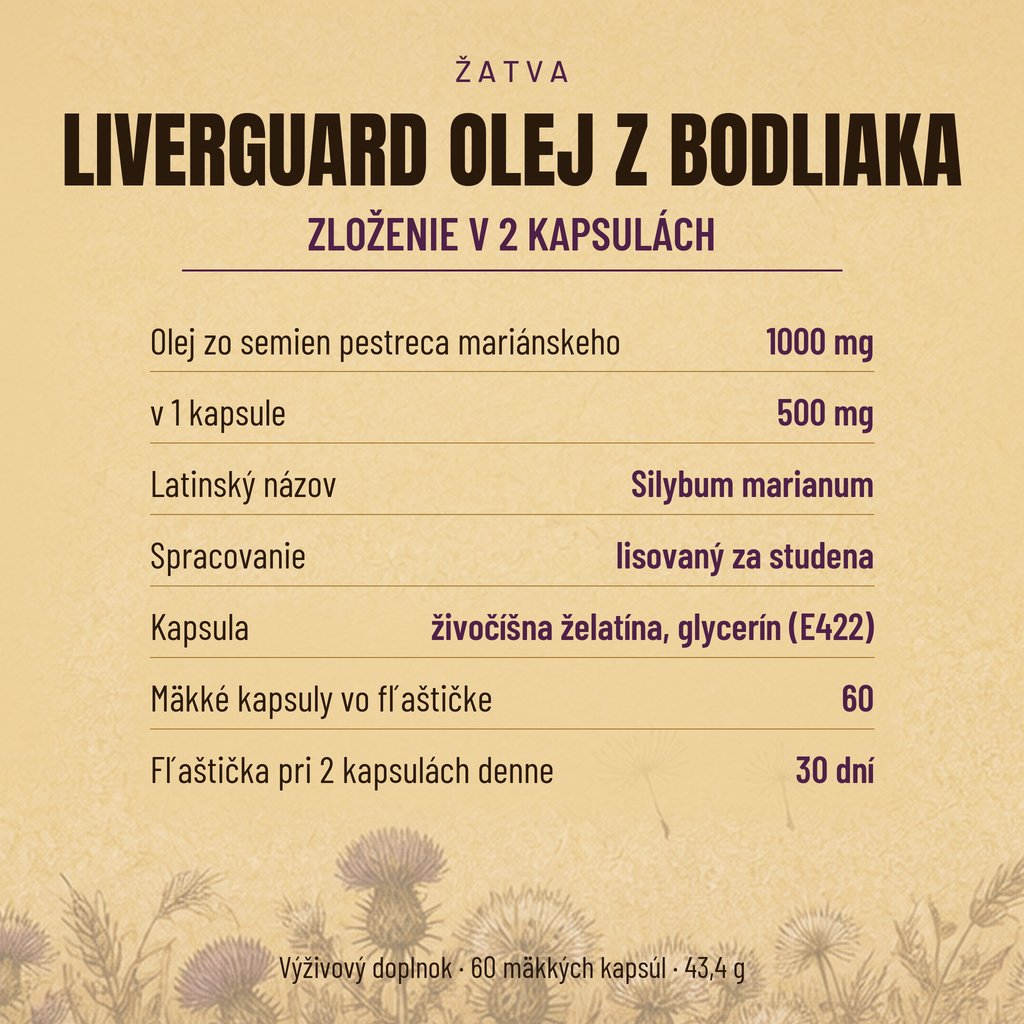 ŽATVA
LIVERGUARD OLEJ Z BODLIAKA
ZLOŽENIE V 2 KAPSULÁCH
Olej zo semien pestreca mariánskeho 1000 mg
v 1 kapsule 500 mg
Latinský názov Silybum marianum
Spracovanie lisovaný za studena
Kapsula živočíšna želatína, glycerín (E422)
Mäkké kapsuly vo fľaštičke 60
Fľaštička pri 2 kapsulách denne 30 dní
Výživový doplnok · 60 mäkkých kapsúl · 43,4 g